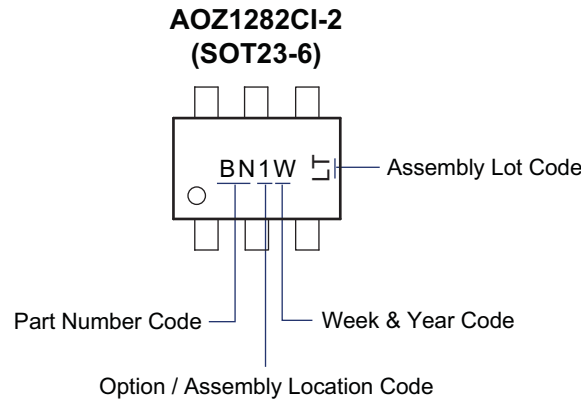 AOZ1282CI-2
(SOT23-6)
BN1W LT
Assembly Lot Code
Part Number Code
Week & Year Code
Option / Assembly Location Code